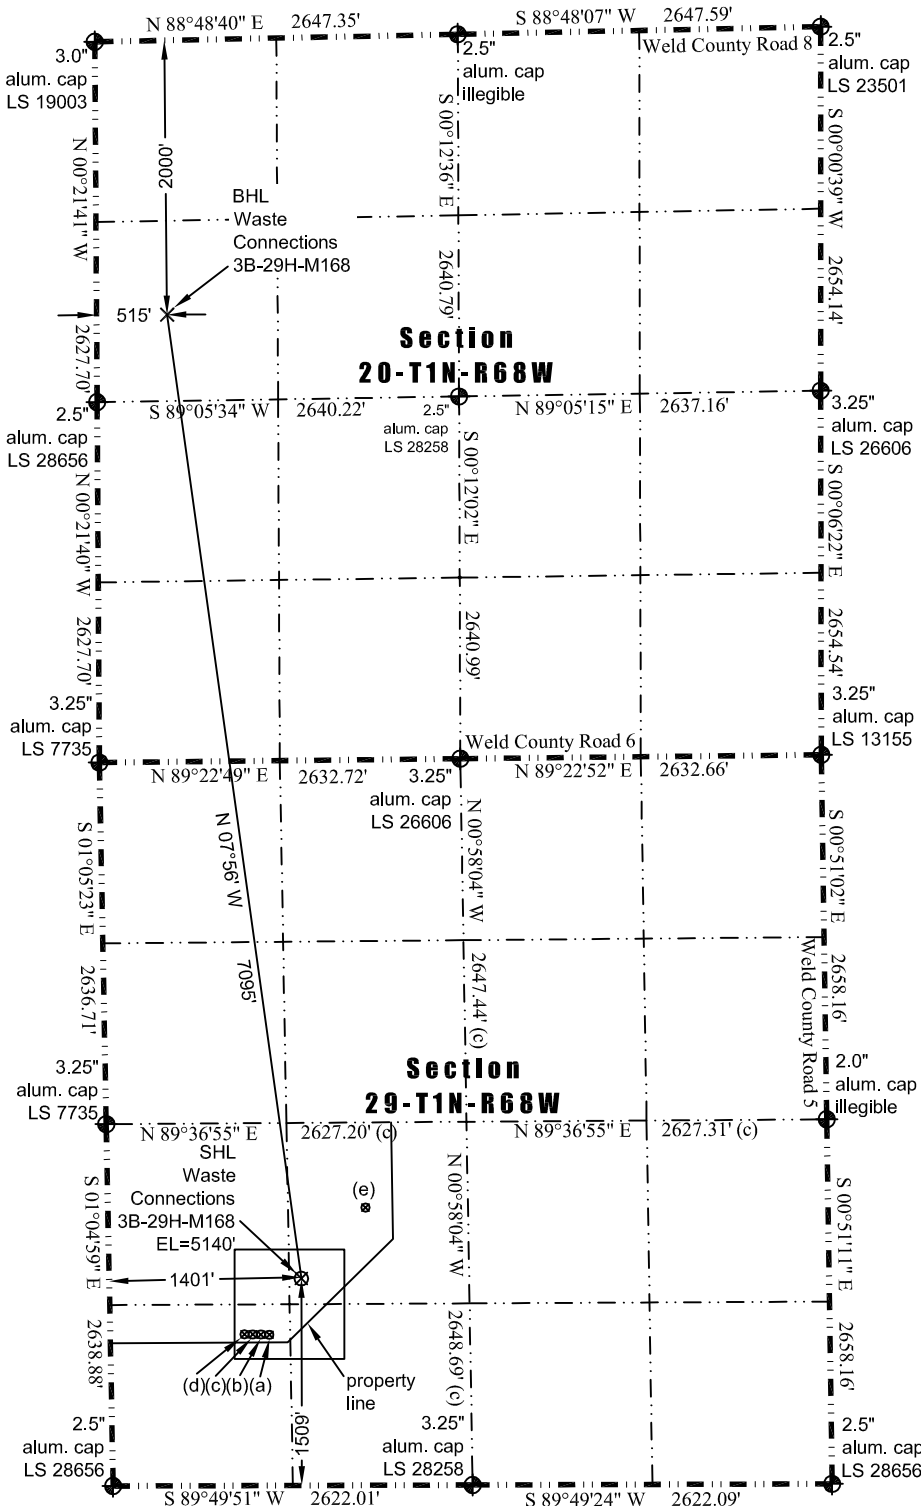 N 88°48'40" E 2647.35'
S 88°48'07" W 2647.59'
Weld County Road 8
3.0"
alum. cap
LS 19003
2.5"
alum. cap
illegible
2.5"
alum. cap
LS 23501
N 00°21'41" W
2627.70'
2000'
S 00°12'36" E
2640.79'
S 00°00'39" W
2654.14'
BHL
Waste
Connections
3B-29H-M168
515'
Section
20-T1N-R68W
S 89°05'34" W 2640.22'
N 89°05'15" E 2637.16'
2.5"
alum. cap
LS 28656
2.5"
alum. cap
LS 28258
3.25"
alum. cap
LS 26606
N 00°21'40" W
2627.70'
S 00°12'02" E
2640.99'
S 00°06'22" E
2654.54'
3.25"
alum. cap
LS 7735
3.25"
alum. cap
LS 13155
Weld County Road 6
N 89°22'49" E 2632.72'
N 89°22'52" E 2632.66'
3.25"
alum. cap
LS 26606
S 01°05'23" E
2636.71'
N 07°56' W
7095'
N 00°58'04" W
2647.44' (c)
S 00°51'02" E
2658.16'
Weld County Road 5
Section
29-T1N-R68W
3.25"
alum. cap
LS 7735
2.0"
alum. cap
illegible
N 89°36'55" E 2627.20' (c)
N 89°36'55" E 2627.31' (c)
SHL
Waste
Connections
3B-29H-M168
EL=5140'
(e)
S 01°04'59" E
2638.88'
1401'
N 00°58'04" W
2648.69' (c)
S 00°51'11" E
2658.16'
(d)(c)(b)(a)
property
line
1509'
2.5"
alum. cap
LS 28656
3.25"
alum. cap
LS 28258
2.5"
alum. cap
LS 28656
S 89°49'51" W 2622.01'
S 89°49'24" W 2622.09'